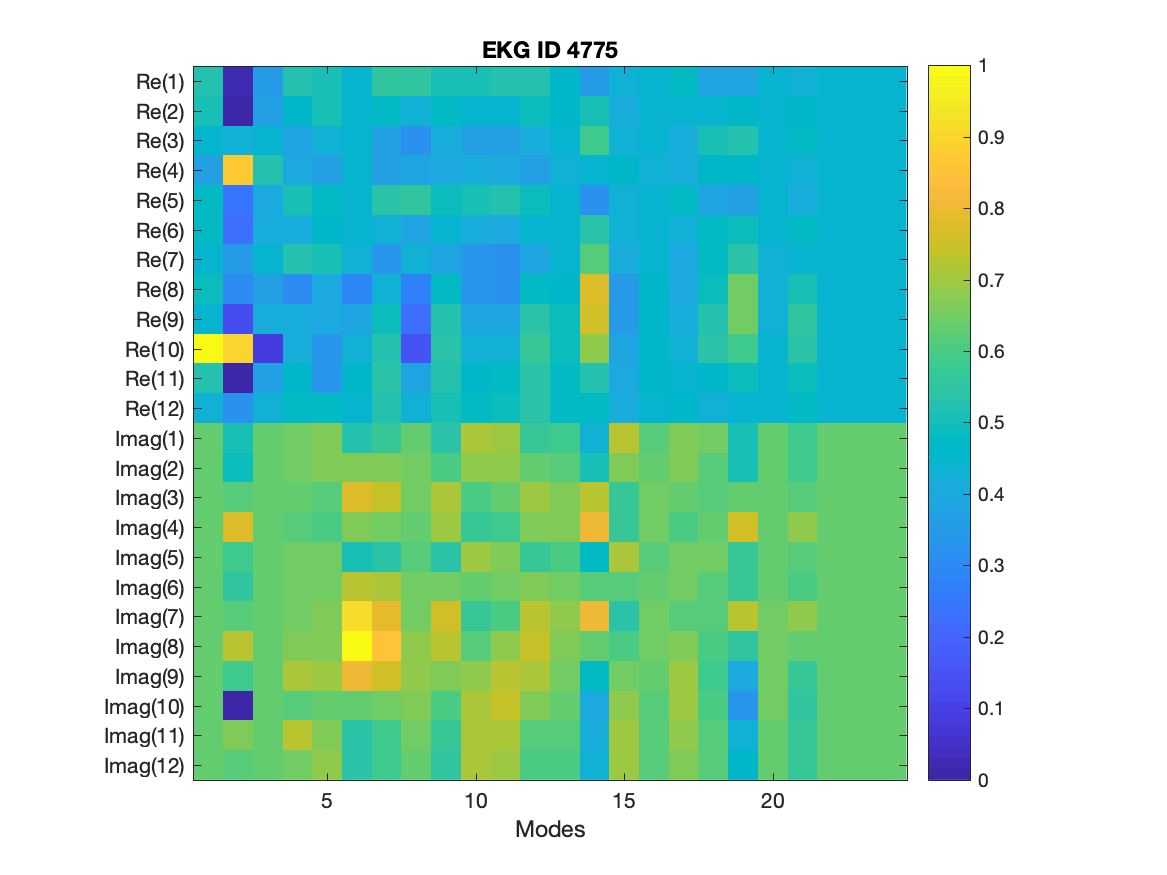 EKG ID 4775
Re(1)
Re(2)
Re(3)
Re(4)
Re(5)
Re(6)
Re(7)
Re(8)
Re(9)
Re(10)
Re(11)
Re(12)
Imag(1)
Imag(2)
Imag(3)
Imag(4)
Imag(5)
Imag(6)
Imag(7)
Imag(8)
Imag(9)
Imag(10)
Imag(11)
Imag(12)
5 10 15 20
Modes
1
0.9
0.8
0.7
0.6
0.5
0.4
0.3
0.2
0.1
0